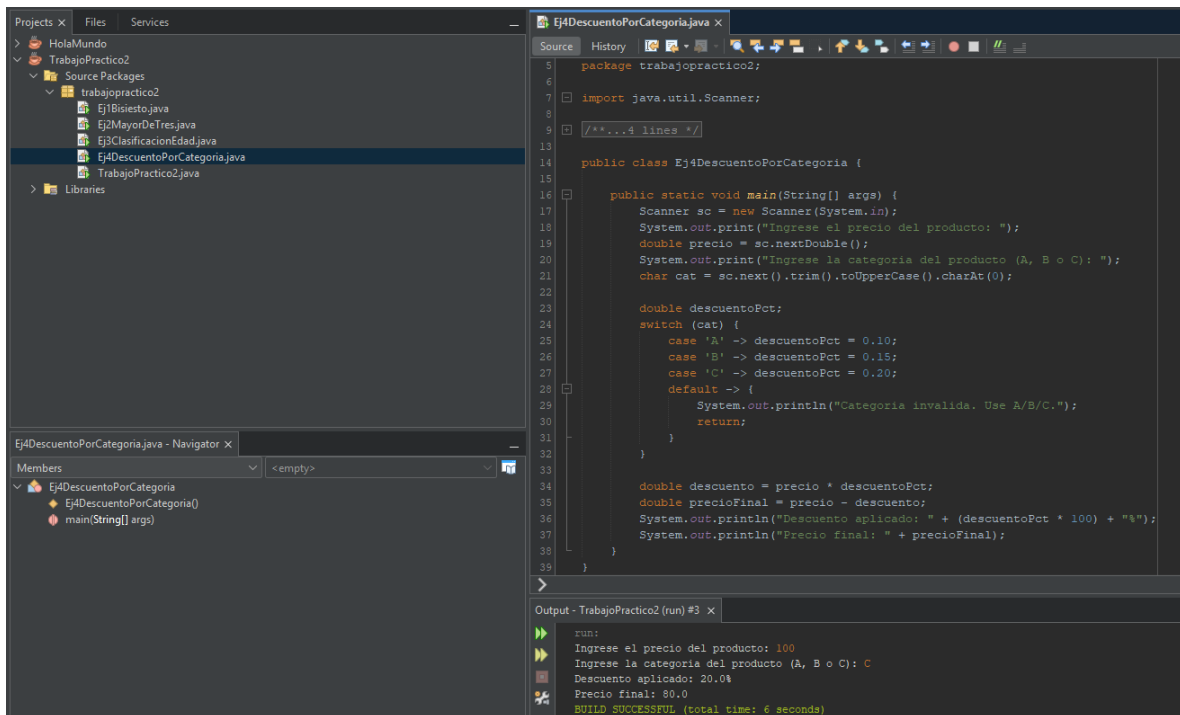 Projects × Files Services
HolaMundo
TrabajoPractico2
Source Packages
trabajopractico2
Ej1Bisiesto.java
Ej2MayorDeTres.java
Ej3ClasificacionEdad.java
Ej4DescuentoPorCategoria.java
TrabajoPractico2.java
Libraries
Ej4DescuentoPorCategoria.java - Navigator ×
Members <empty>
Ej4DescuentoPorCategoria
Ej4DescuentoPorCategoria()
main(String[] args)
Ej4DescuentoPorCategoria.java ×
Source History
5 package trabajopractico2;
6
7 import java.util.Scanner;
8
9 /**...4 lines */
13
14 public class Ej4DescuentoPorCategoria {
15
16 public static void main(String[] args) {
17 Scanner sc = new Scanner(System.in);
18 System.out.print("Ingrese el precio del producto: ");
19 double precio = sc.nextDouble();
20 System.out.print("Ingrese la categoria del producto (A, B o C): ");
21 char cat = sc.next().trim().toUpperCase().charAt(0);
22
23 double descuentoPct;
24 switch (cat) {
25 case 'A' -> descuentoPct = 0.10;
26 case 'B' -> descuentoPct = 0.15;
27 case 'C' -> descuentoPct = 0.20;
28 default -> {
29 System.out.println("Categoria invalida. Use A/B/C.");
30 return;
31 }
32 }
33
34 double descuento = precio * descuentoPct;
35 double precioFinal = precio - descuento;
36 System.out.println("Descuento aplicado: " + (descuentoPct * 100) + "%");
37 System.out.println("Precio final: " + precioFinal);
38 }
39 }
Output - TrabajoPractico2 (run) #3 ×
run:
Ingrese el precio del producto: 100
Ingrese la categoria del producto (A, B o C): C
Descuento aplicado: 20.0%
Precio final: 80.0
BUILD SUCCESSFUL (total time: 6 seconds)